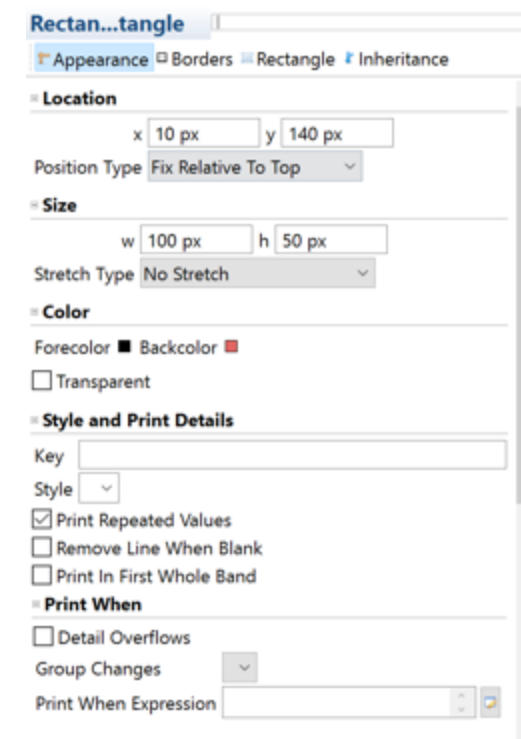 Rectan...tangle
Appearance Borders Rectangle Inheritance
Location
x 10 px y 140 px
Position Type Fix Relative To Top
Size
w 100 px h 50 px
Stretch Type No Stretch
Color
Forecolor Backcolor
Transparent
Style and Print Details
Key
Style
Print Repeated Values
Remove Line When Blank
Print In First Whole Band
Print When
Detail Overflows
Group Changes
Print When Expression